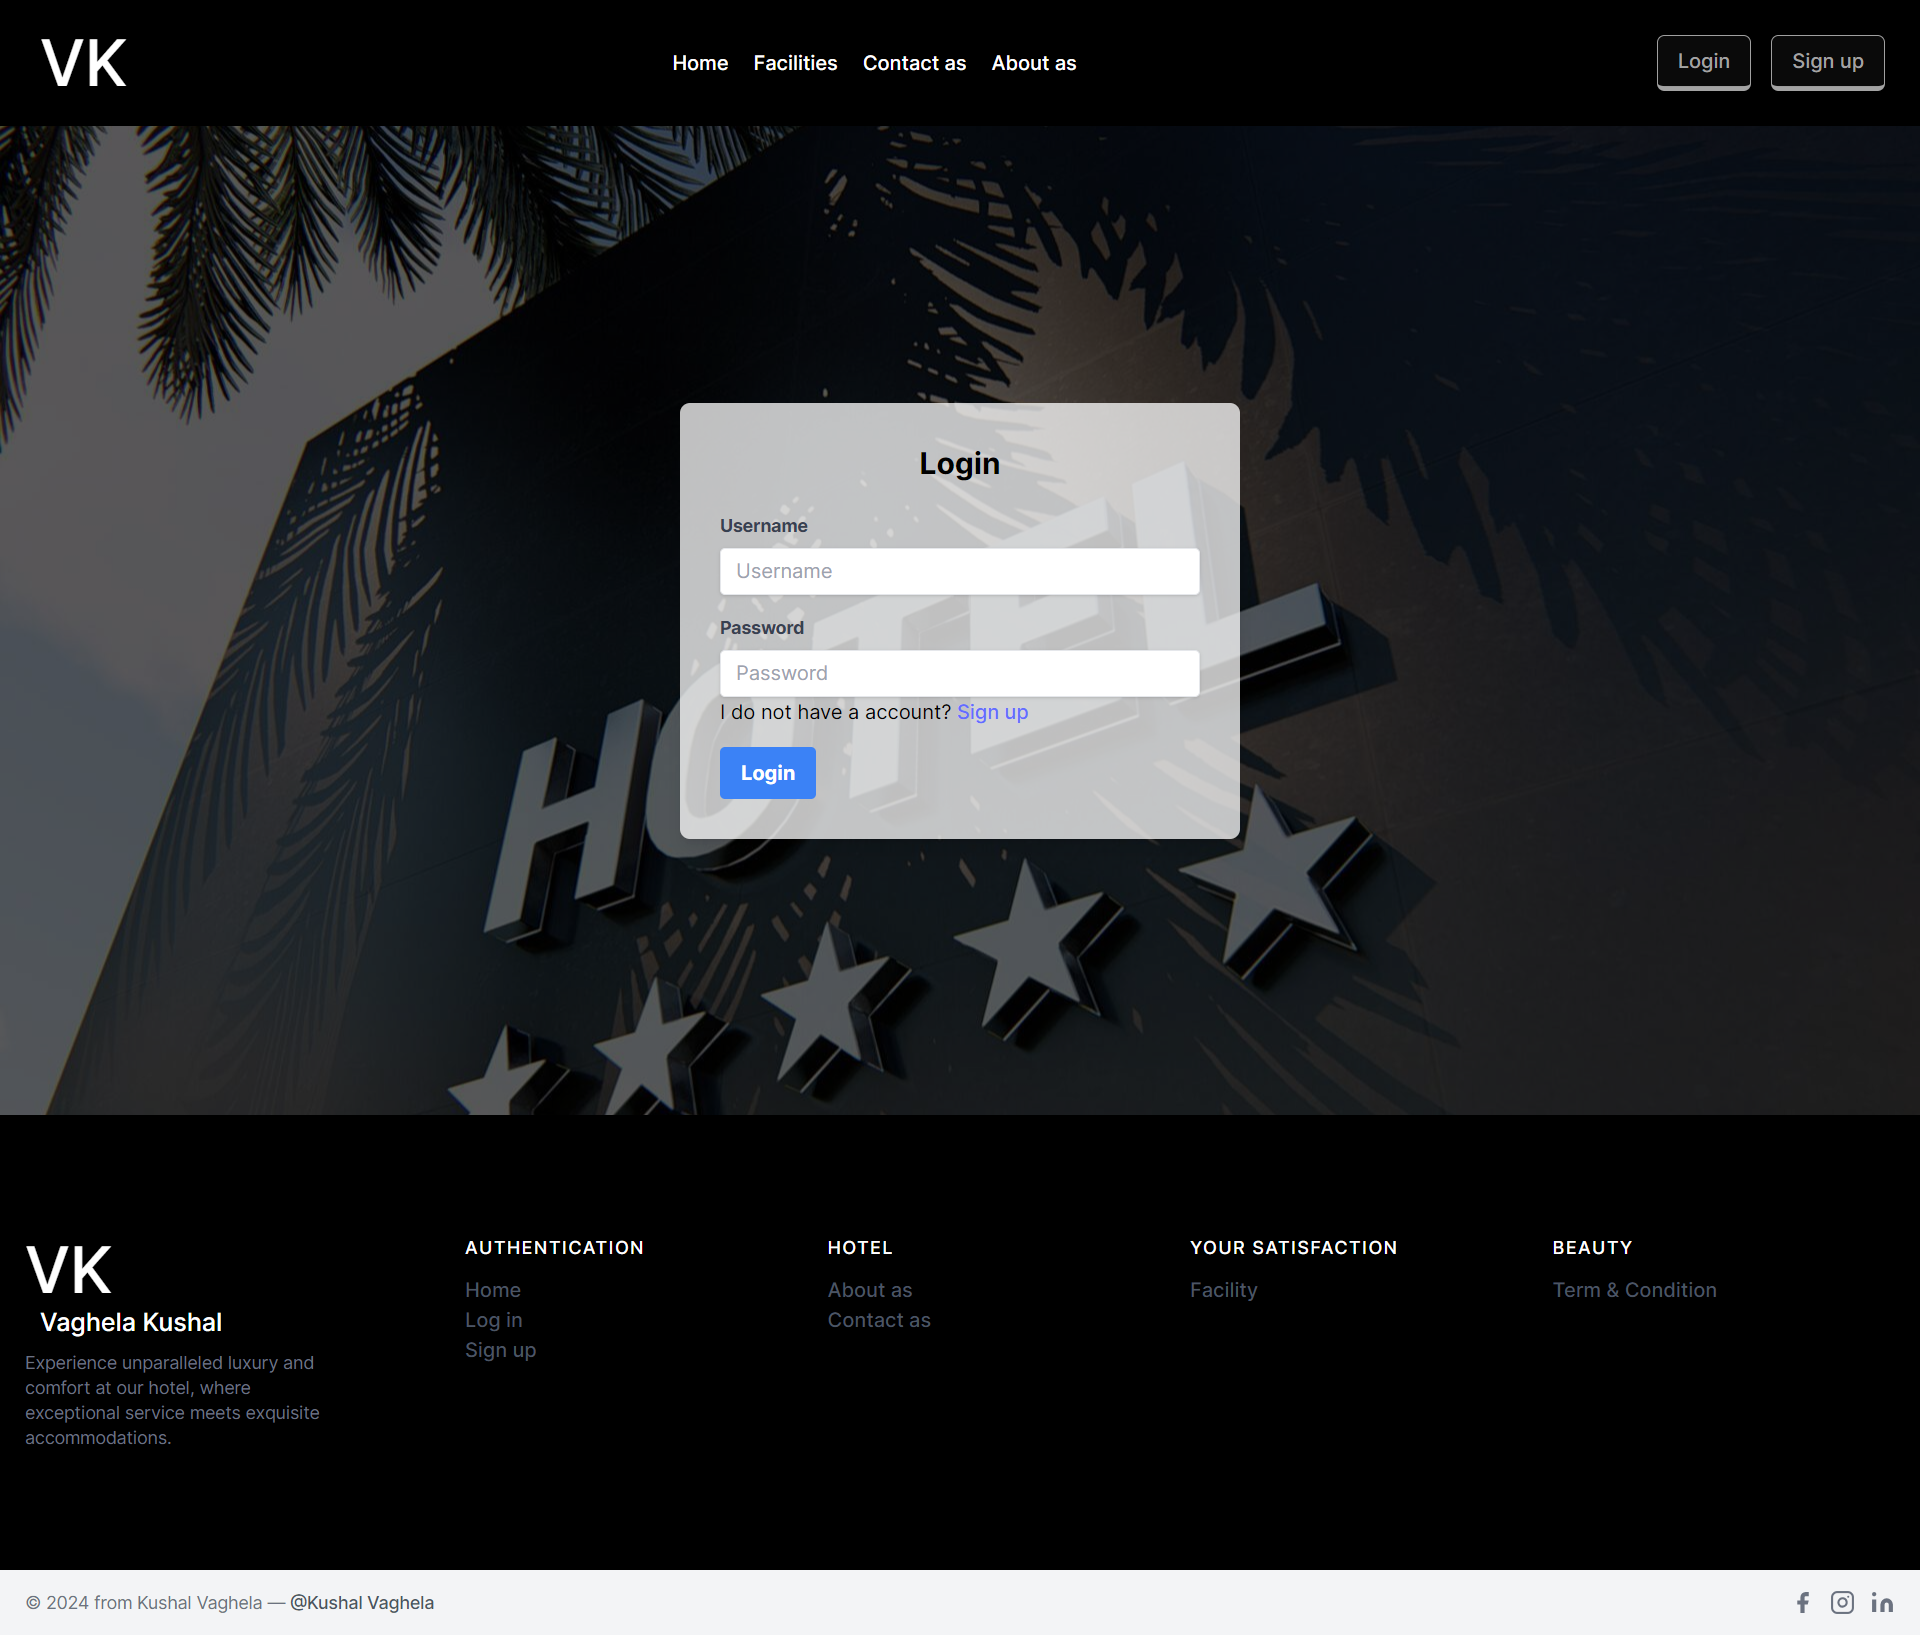 VK
Home Facilities Contact as About as
Login Sign up
Login
Username
Username
Password
Password
I do not have a account? Sign up
Login
HOTEL
VK
Vaghela Kushal
Experience unparalleled luxury and
comfort at our hotel, where
exceptional service meets exquisite
accommodations.
AUTHENTICATION
Home
Log in
Sign up
HOTEL
About as
Contact as
YOUR SATISFACTION
Facility
BEAUTY
Term & Condition
© 2024 from Kushal Vaghela — @Kushal Vaghela